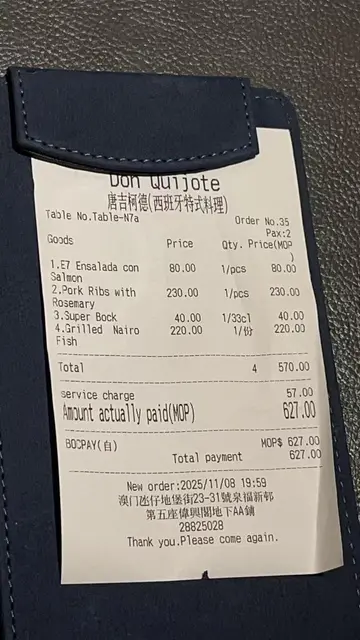 Don Quijote
唐吉柯德(西班牙特式料理)
Table No.Table-N7a Order No.35
Pax:2
Goods Price Qty. Price(MOP
)
1.E7 Ensalada con 80.00 1/pcs 80.00
Salmon
2.Pork Ribs with 230.00 1/pcs 230.00
Rosemary
3.Super Bock 40.00 1/33cl 40.00
4.Grilled Nairo 220.00 1/份 220.00
Fish
Total 4 570.00
service charge 57.00
Amount actually paid(MOP) 627.00
BOCPAY(自) MOP$ 627.00
Total payment 627.00
New order:2025/11/08 19:59
澳門氹仔地堡街23-31號泉福新邨
第五座偉興閣地下AA鋪
28825028
Thank you.Please come again.